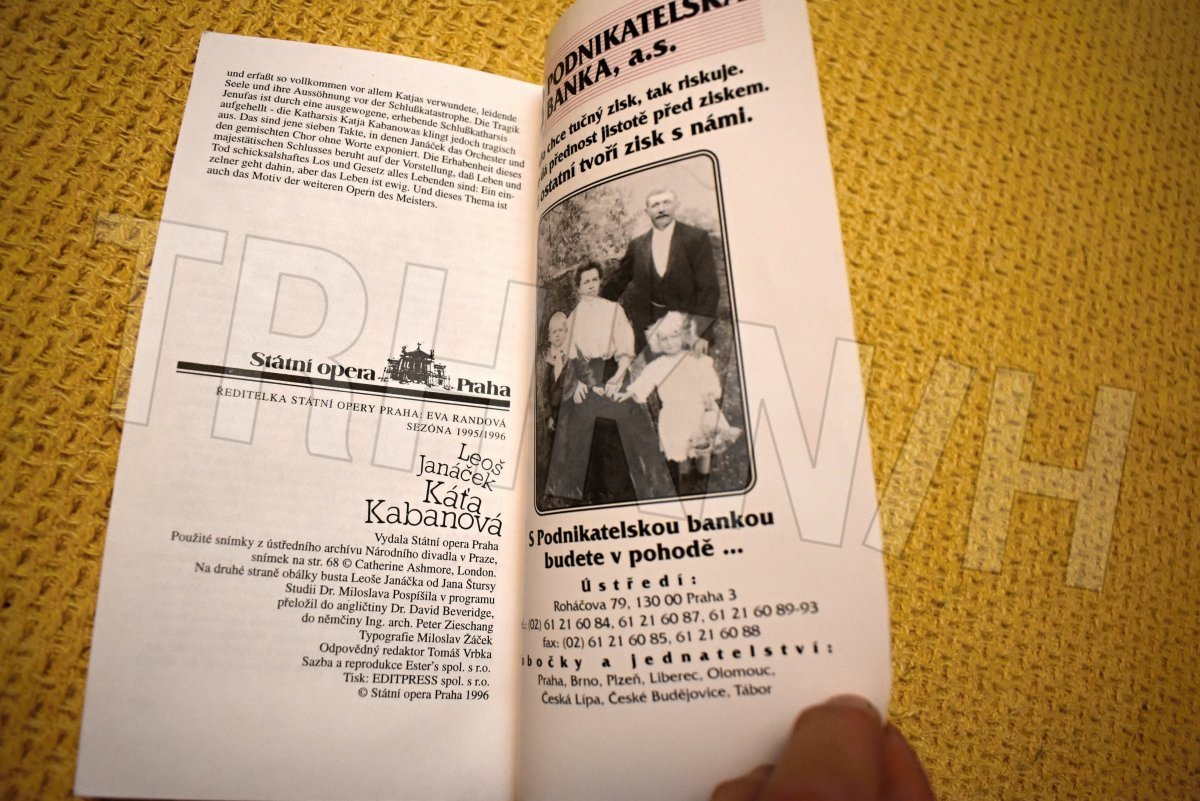 und erfaßt so vollkommen vor allem Katjas verwundete, leidende
Seele und ihre Aussöhnung vor der Schlußkatastrophe. Die Tragik
Jenufas ist durch eine ausgewogene, erhebende Schlußkatharsis
aufgehellt - die Katharsis Katja Kabanowas klingt jedoch tragisch
aus. Das sind jene sieben Takte, in denen Janáček das Orchester und
den gemischten Chor ohne Worte exponiert. Die Erhabenheit dieses
majestätischen Schlusses beruht auf der Vorstellung, daß Leben und
Tod schicksalshaftes Los und Gesetz alles Lebenden sind: Ein ein-
zelner geht dahin, aber das Leben ist ewig. Und dieses Thema ist
auch das Motiv der weiteren Opern des Meisters.
Státní opera Praha
ŘEDITELKA STÁTNÍ OPERY PRAHA: EVA RANDOVÁ
SEZÓNA 1995/1996
Leoš
Janáček
Káťa
Kabanová
Vydala Státní opera Praha
Použité snímky z ústředního archívu Národního divadla v Praze,
snímek na str. 68 © Catherine Ashmore, London.
Na druhé straně obálky busta Leoše Janáčka od Jana Štursy
Studii Dr. Miloslava Pospíšila v programu
přeložil do angličtiny Dr. David Beveridge,
do němčiny Ing. arch. Peter Zieschang
Typografie Miloslav Žáček
Odpovědný redaktor Tomáš Vrbka
Sazba a reprodukce Ester's spol. s r.o.
Tisk: EDITPRESS spol. s r.o.
© Státní opera Praha 1996
PODNIKATELSKÁ
BANKA, a.s.
chce tučný zisk, tak riskuje.
přednost jistotě před ziskem.
ostatní tvoří zisk s námi.
S Podnikatelskou bankou
budete v pohodě ...
Ústředí:
Roháčova 79, 130 00 Praha 3
(02) 61 21 60 84, 61 21 60 87, 61 21 60 89-93
fax: (02) 61 21 60 85, 61 21 60 88
obočky a jednatelství:
Praha, Brno, Plzeň, Liberec, Olomouc,
Česká Lípa, České Budějovice, Tábor